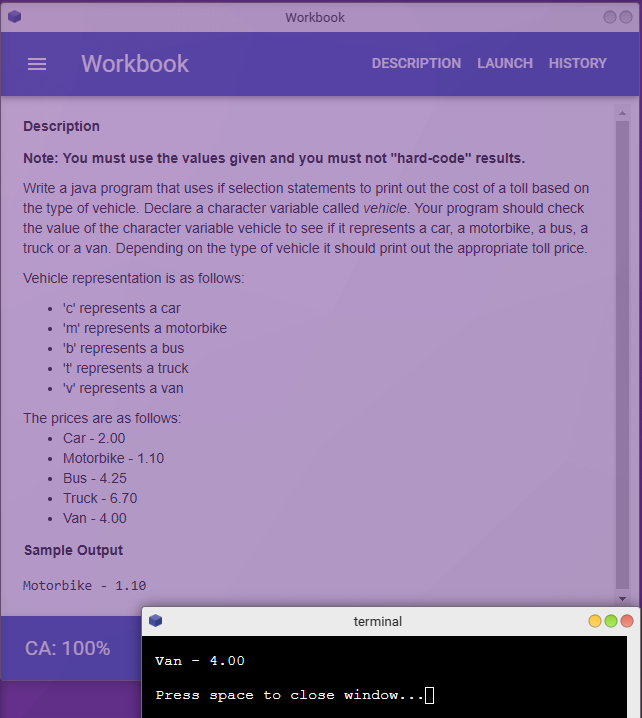 Workbook
Workbook DESCRIPTION LAUNCH HISTORY
Description
Note: You must use the values given and you must not "hard-code" results.
Write a java program that uses if selection statements to print out the cost of a toll based on
the type of vehicle. Declare a character variable called vehicle. Your program should check
the value of the character variable vehicle to see if it represents a car, a motorbike, a bus, a
truck or a van. Depending on the type of vehicle it should print out the appropriate toll price.
Vehicle representation is as follows:
• 'c' represents a car
• 'm' represents a motorbike
• 'b' represents a bus
• 't' represents a truck
• 'v' represents a van
The prices are as follows:
• Car - 2.00
• Motorbike - 1.10
• Bus - 4.25
• Truck - 6.70
• Van - 4.00
Sample Output
Motorbike - 1.10
CA: 100%
terminal
Van - 4.00
Press space to close window...